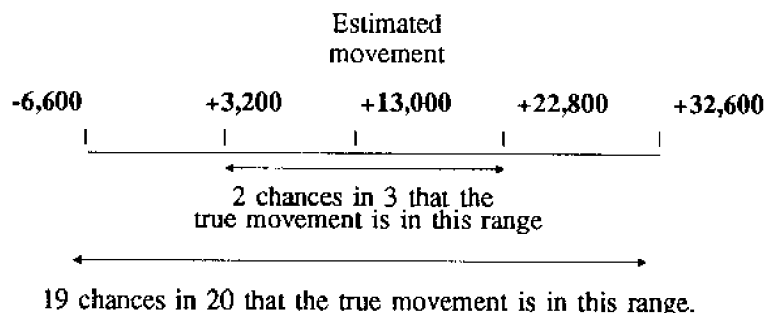 Estimated
movement
-6,600 +3,200 +13,000 +22,800 +32,600
2 chances in 3 that the
true movement is in this range
19 chances in 20 that the true movement is in this range.